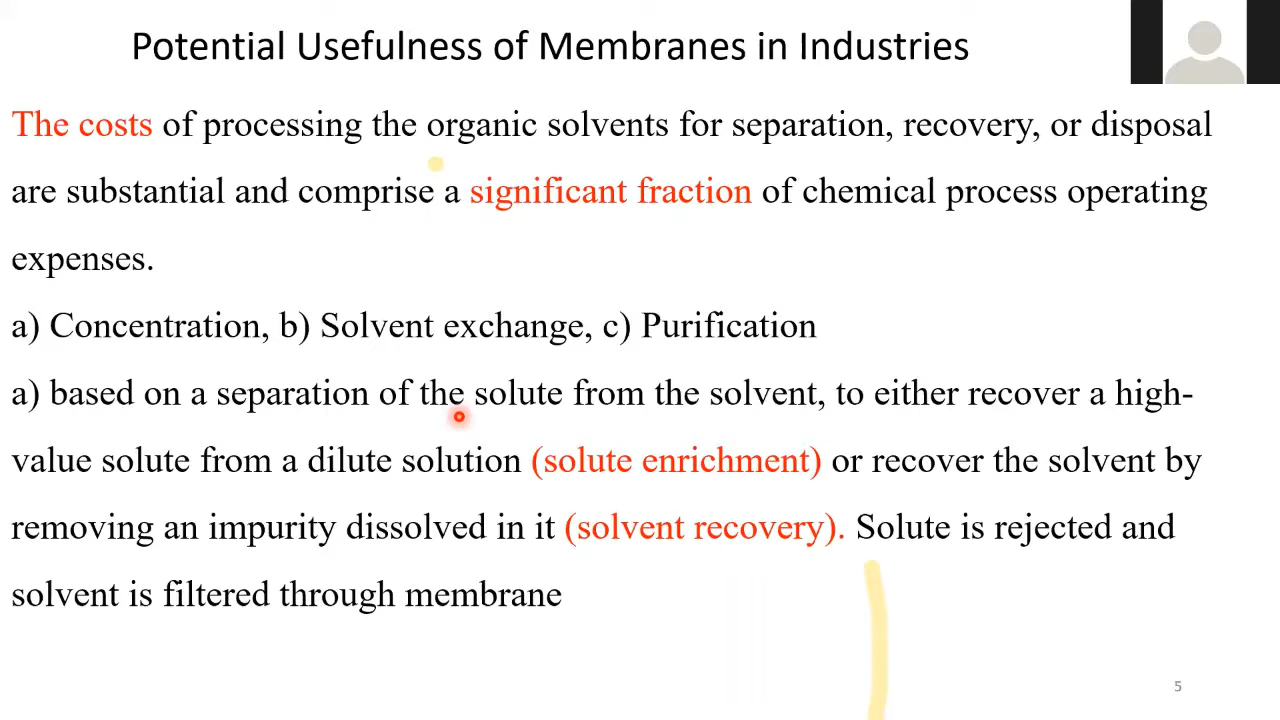 Potential Usefulness of Membranes in Industries
The costs of processing the organic solvents for separation, recovery, or disposal
are substantial and comprise a significant fraction of chemical process operating
expenses.
a) Concentration, b) Solvent exchange, c) Purification
a) based on a separation of the solute from the solvent, to either recover a high-
value solute from a dilute solution (solute enrichment) or recover the solvent by
removing an impurity dissolved in it (solvent recovery). Solute is rejected and
solvent is filtered through membrane
5